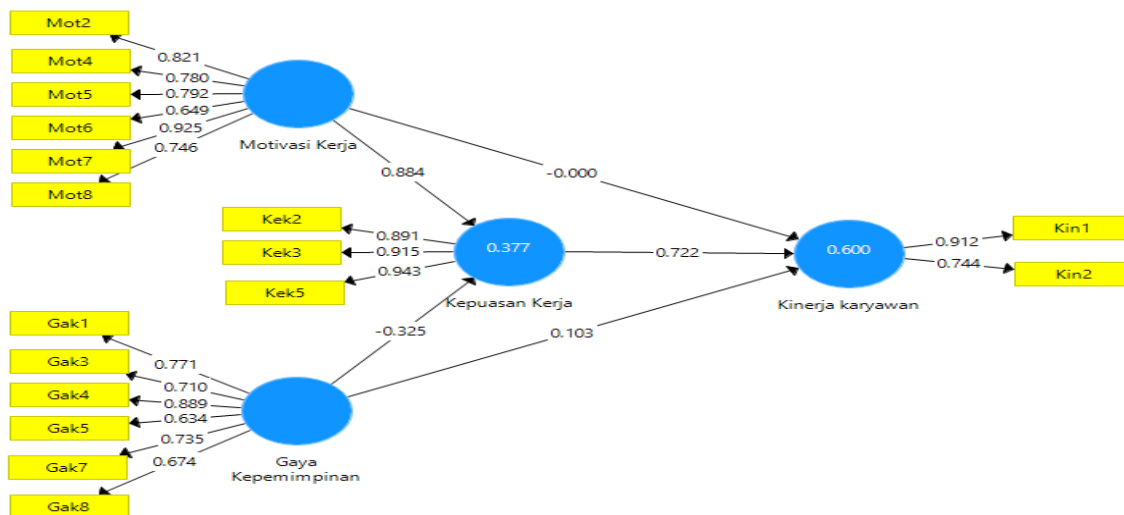 Mot2
0.821
Mot4
0.780
Mot5
0.792
Mot6
0.649
0.925
Mot7
0.746
Mot8
Motivasi Kerja
-0.000
0.884
Kek2
0.891
Kek3
0.915
0.943
Kek5
0.377
Kepuasan Kerja
0.722
0.600
Kinerja karyawan
0.912
Kin1
0.744
Kin2
-0.325
0.103
Gak1
0.771
Gak3
0.710
Gak4
0.889
Gak5
0.634
0.735
Gak7
0.674
Gak8
Gaya
Kepemimpinan